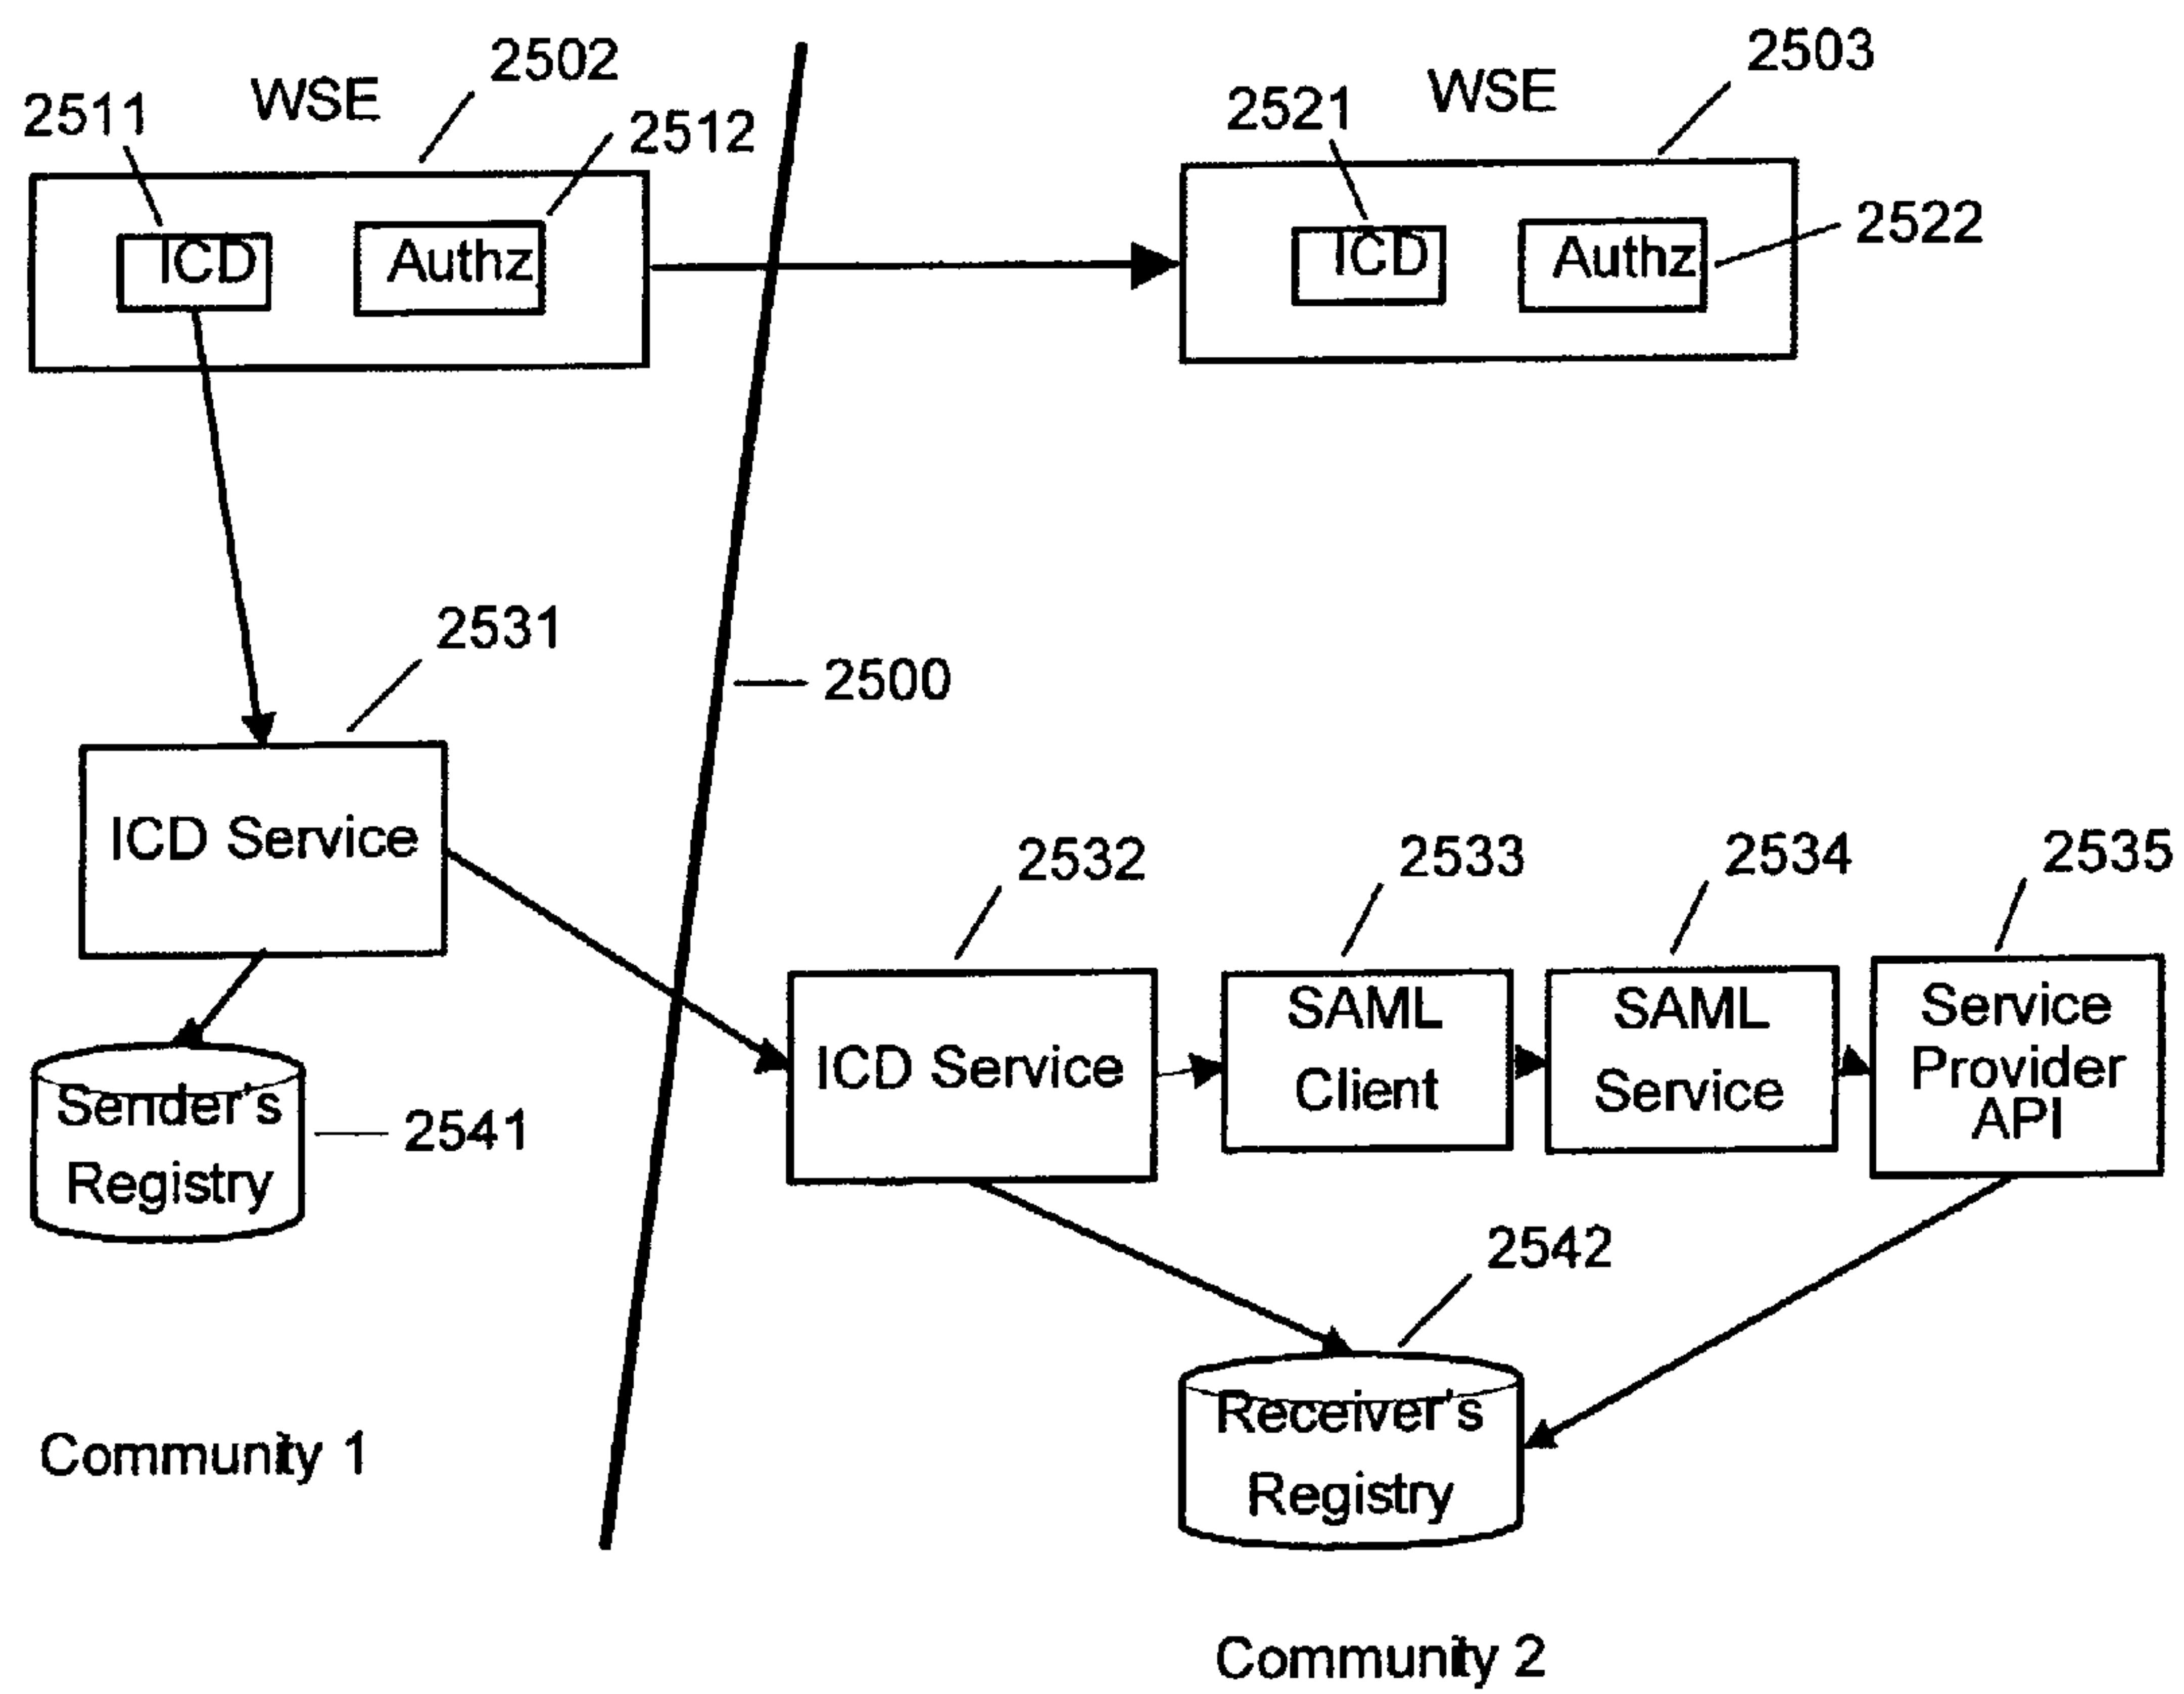 2502
WSE
2511
2512
ICD
Authz
2503
WSE
2521
2522
ICD
Authz
2531
2500
ICD Service
2532
2533
2534
2535
ICD Service
SAML
Client
SAML
Service
Service
Provider
API
Sender's
Registry
2541
2542
Receiver's
Registry
Community 1
Community 2